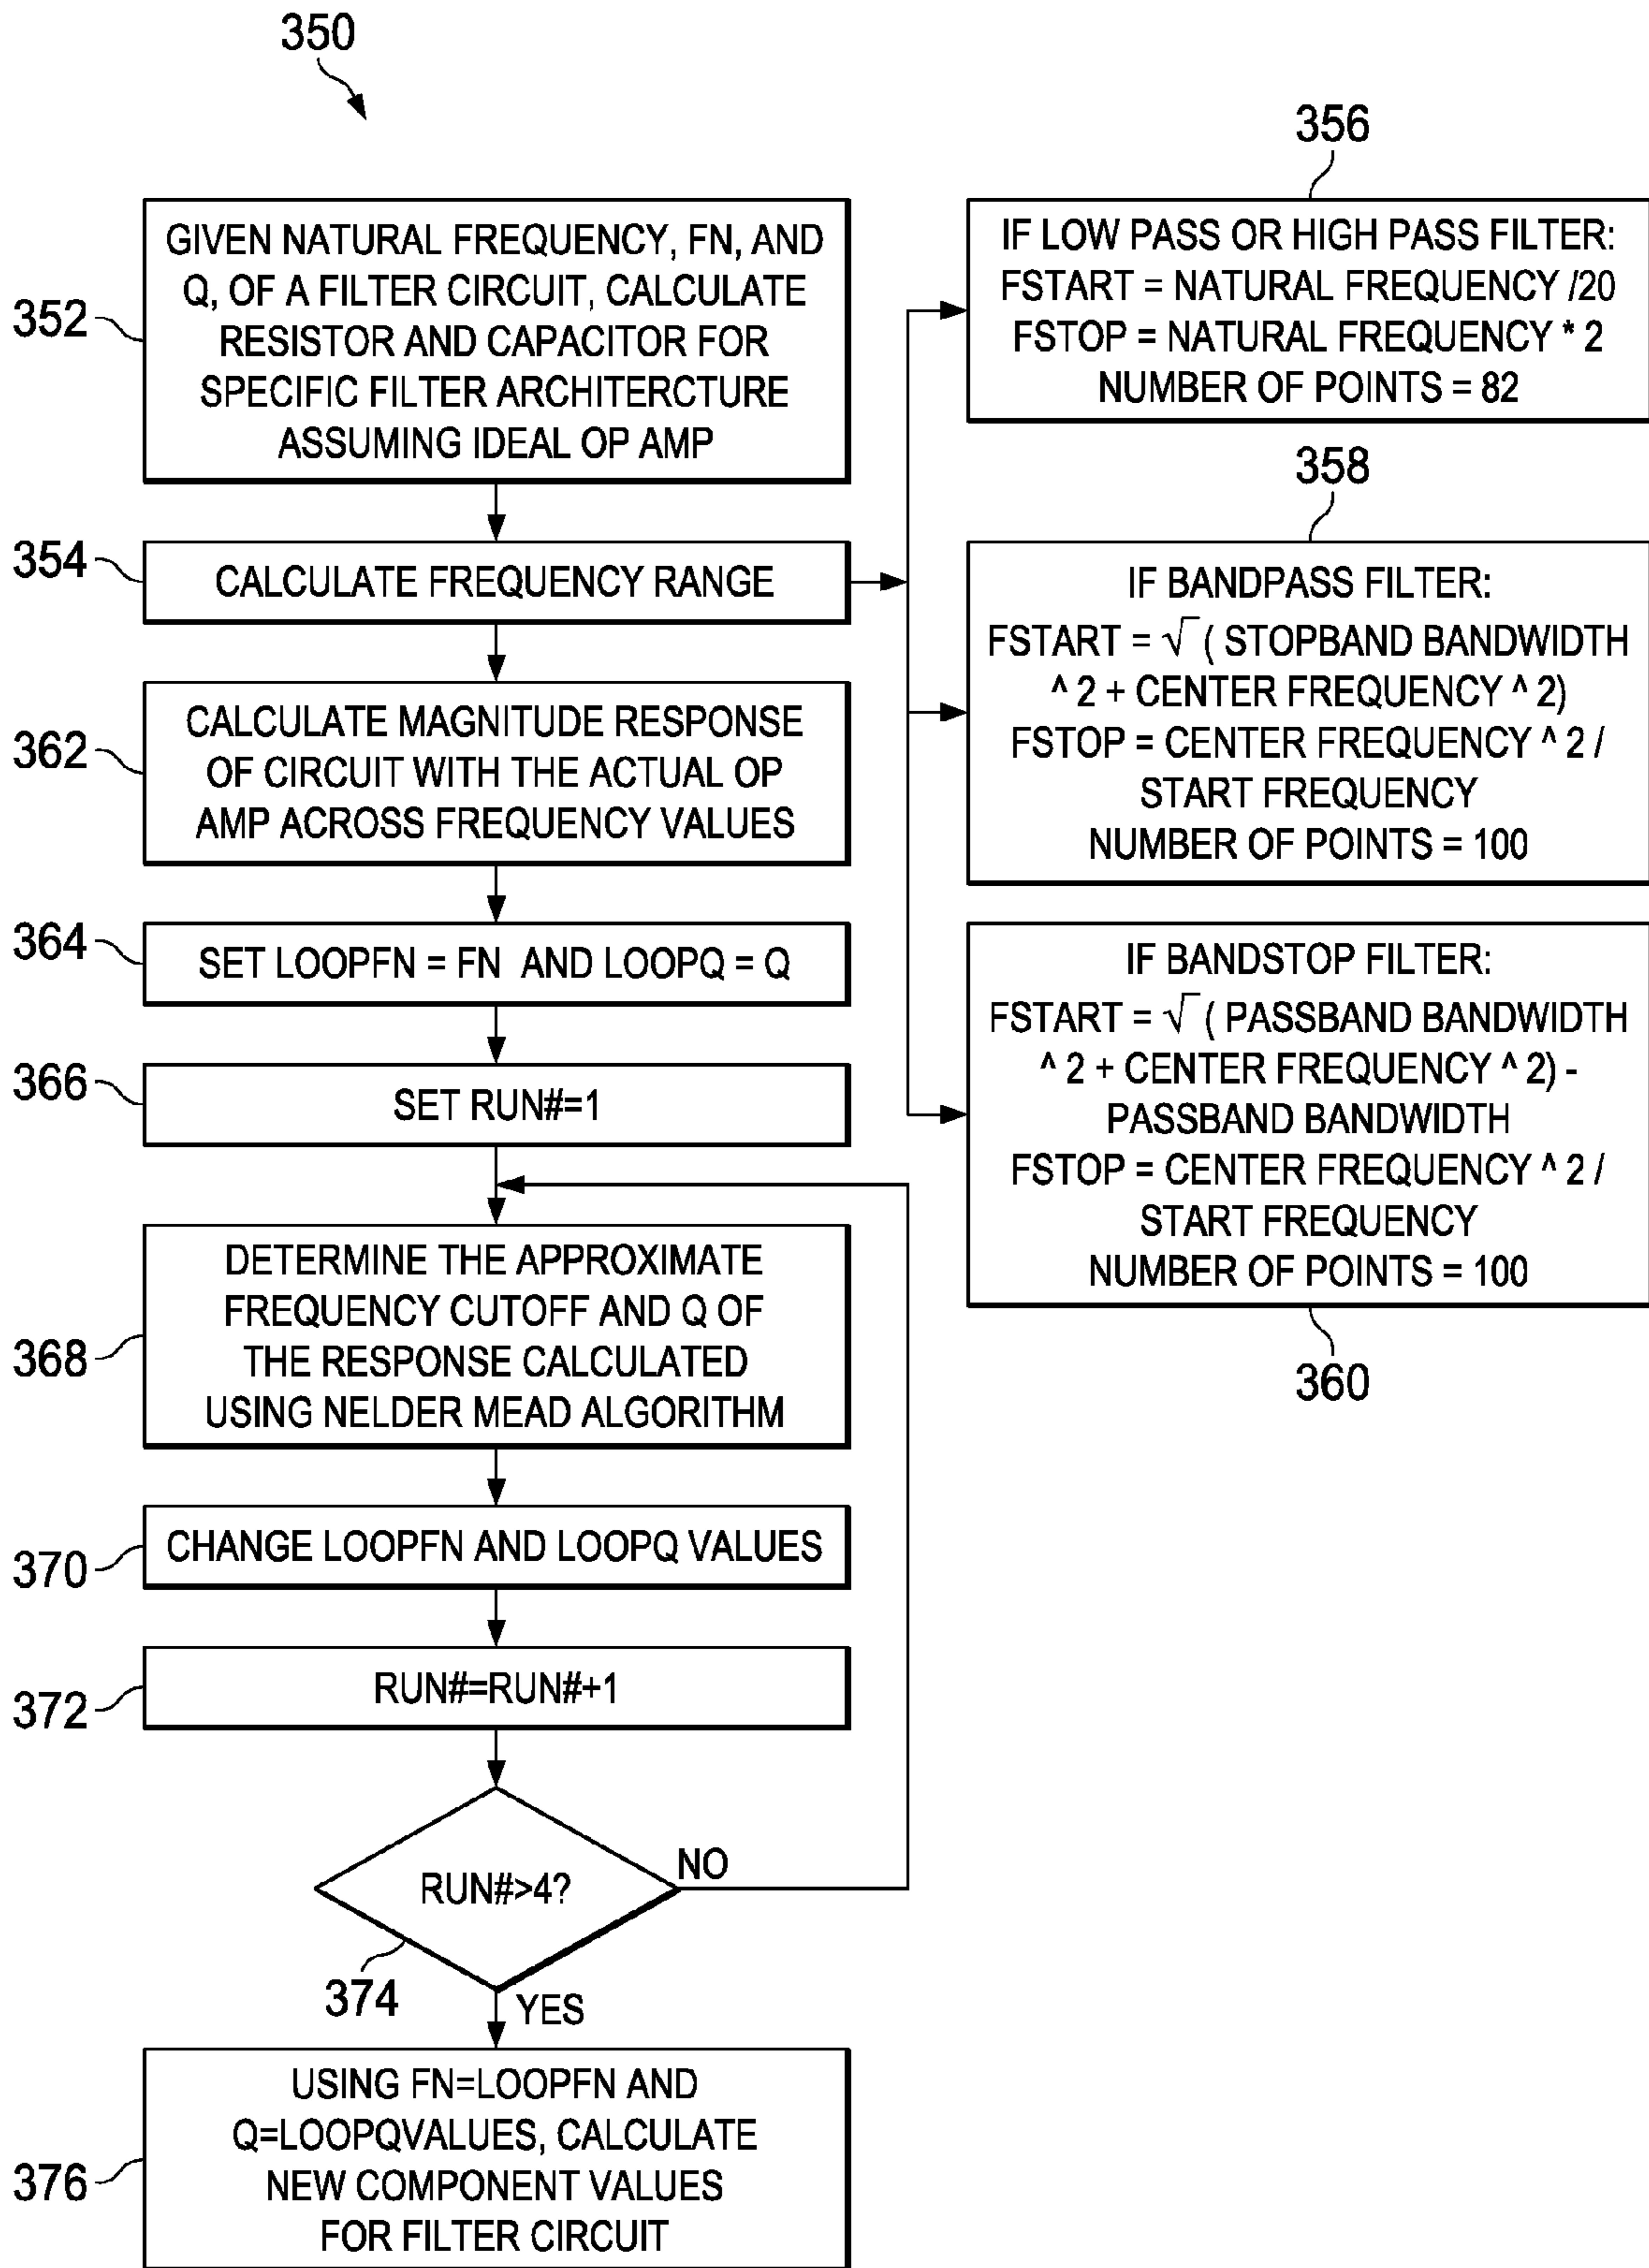 350
352
GIVEN NATURAL FREQUENCY, FN, AND
Q, OF A FILTER CIRCUIT, CALCULATE
RESISTOR AND CAPACITOR FOR
SPECIFIC FILTER ARCHITERCTURE
ASSUMING IDEAL OP AMP
354
CALCULATE FREQUENCY RANGE
356
IF LOW PASS OR HIGH PASS FILTER:
FSTART = NATURAL FREQUENCY /20
FSTOP = NATURAL FREQUENCY * 2
NUMBER OF POINTS = 82
358
IF BANDPASS FILTER:
FSTART = √ ( STOPBAND BANDWIDTH
^ 2 + CENTER FREQUENCY ^ 2)
FSTOP = CENTER FREQUENCY ^ 2 /
START FREQUENCY
NUMBER OF POINTS = 100
IF BANDSTOP FILTER:
FSTART = √ ( PASSBAND BANDWIDTH
^ 2 + CENTER FREQUENCY ^ 2) -
PASSBAND BANDWIDTH
FSTOP = CENTER FREQUENCY ^ 2 /
START FREQUENCY
NUMBER OF POINTS = 100
360
362
CALCULATE MAGNITUDE RESPONSE
OF CIRCUIT WITH THE ACTUAL OP
AMP ACROSS FREQUENCY VALUES
364
SET LOOPFN = FN AND LOOPQ = Q
366
SET RUN#=1
368
DETERMINE THE APPROXIMATE
FREQUENCY CUTOFF AND Q OF
THE RESPONSE CALCULATED
USING NELDER MEAD ALGORITHM
370
CHANGE LOOPFN AND LOOPQ VALUES
372
RUN#=RUN#+1
RUN#>4?
NO
374
YES
376
USING FN=LOOPFN AND
Q=LOOPQVALUES, CALCULATE
NEW COMPONENT VALUES
FOR FILTER CIRCUIT